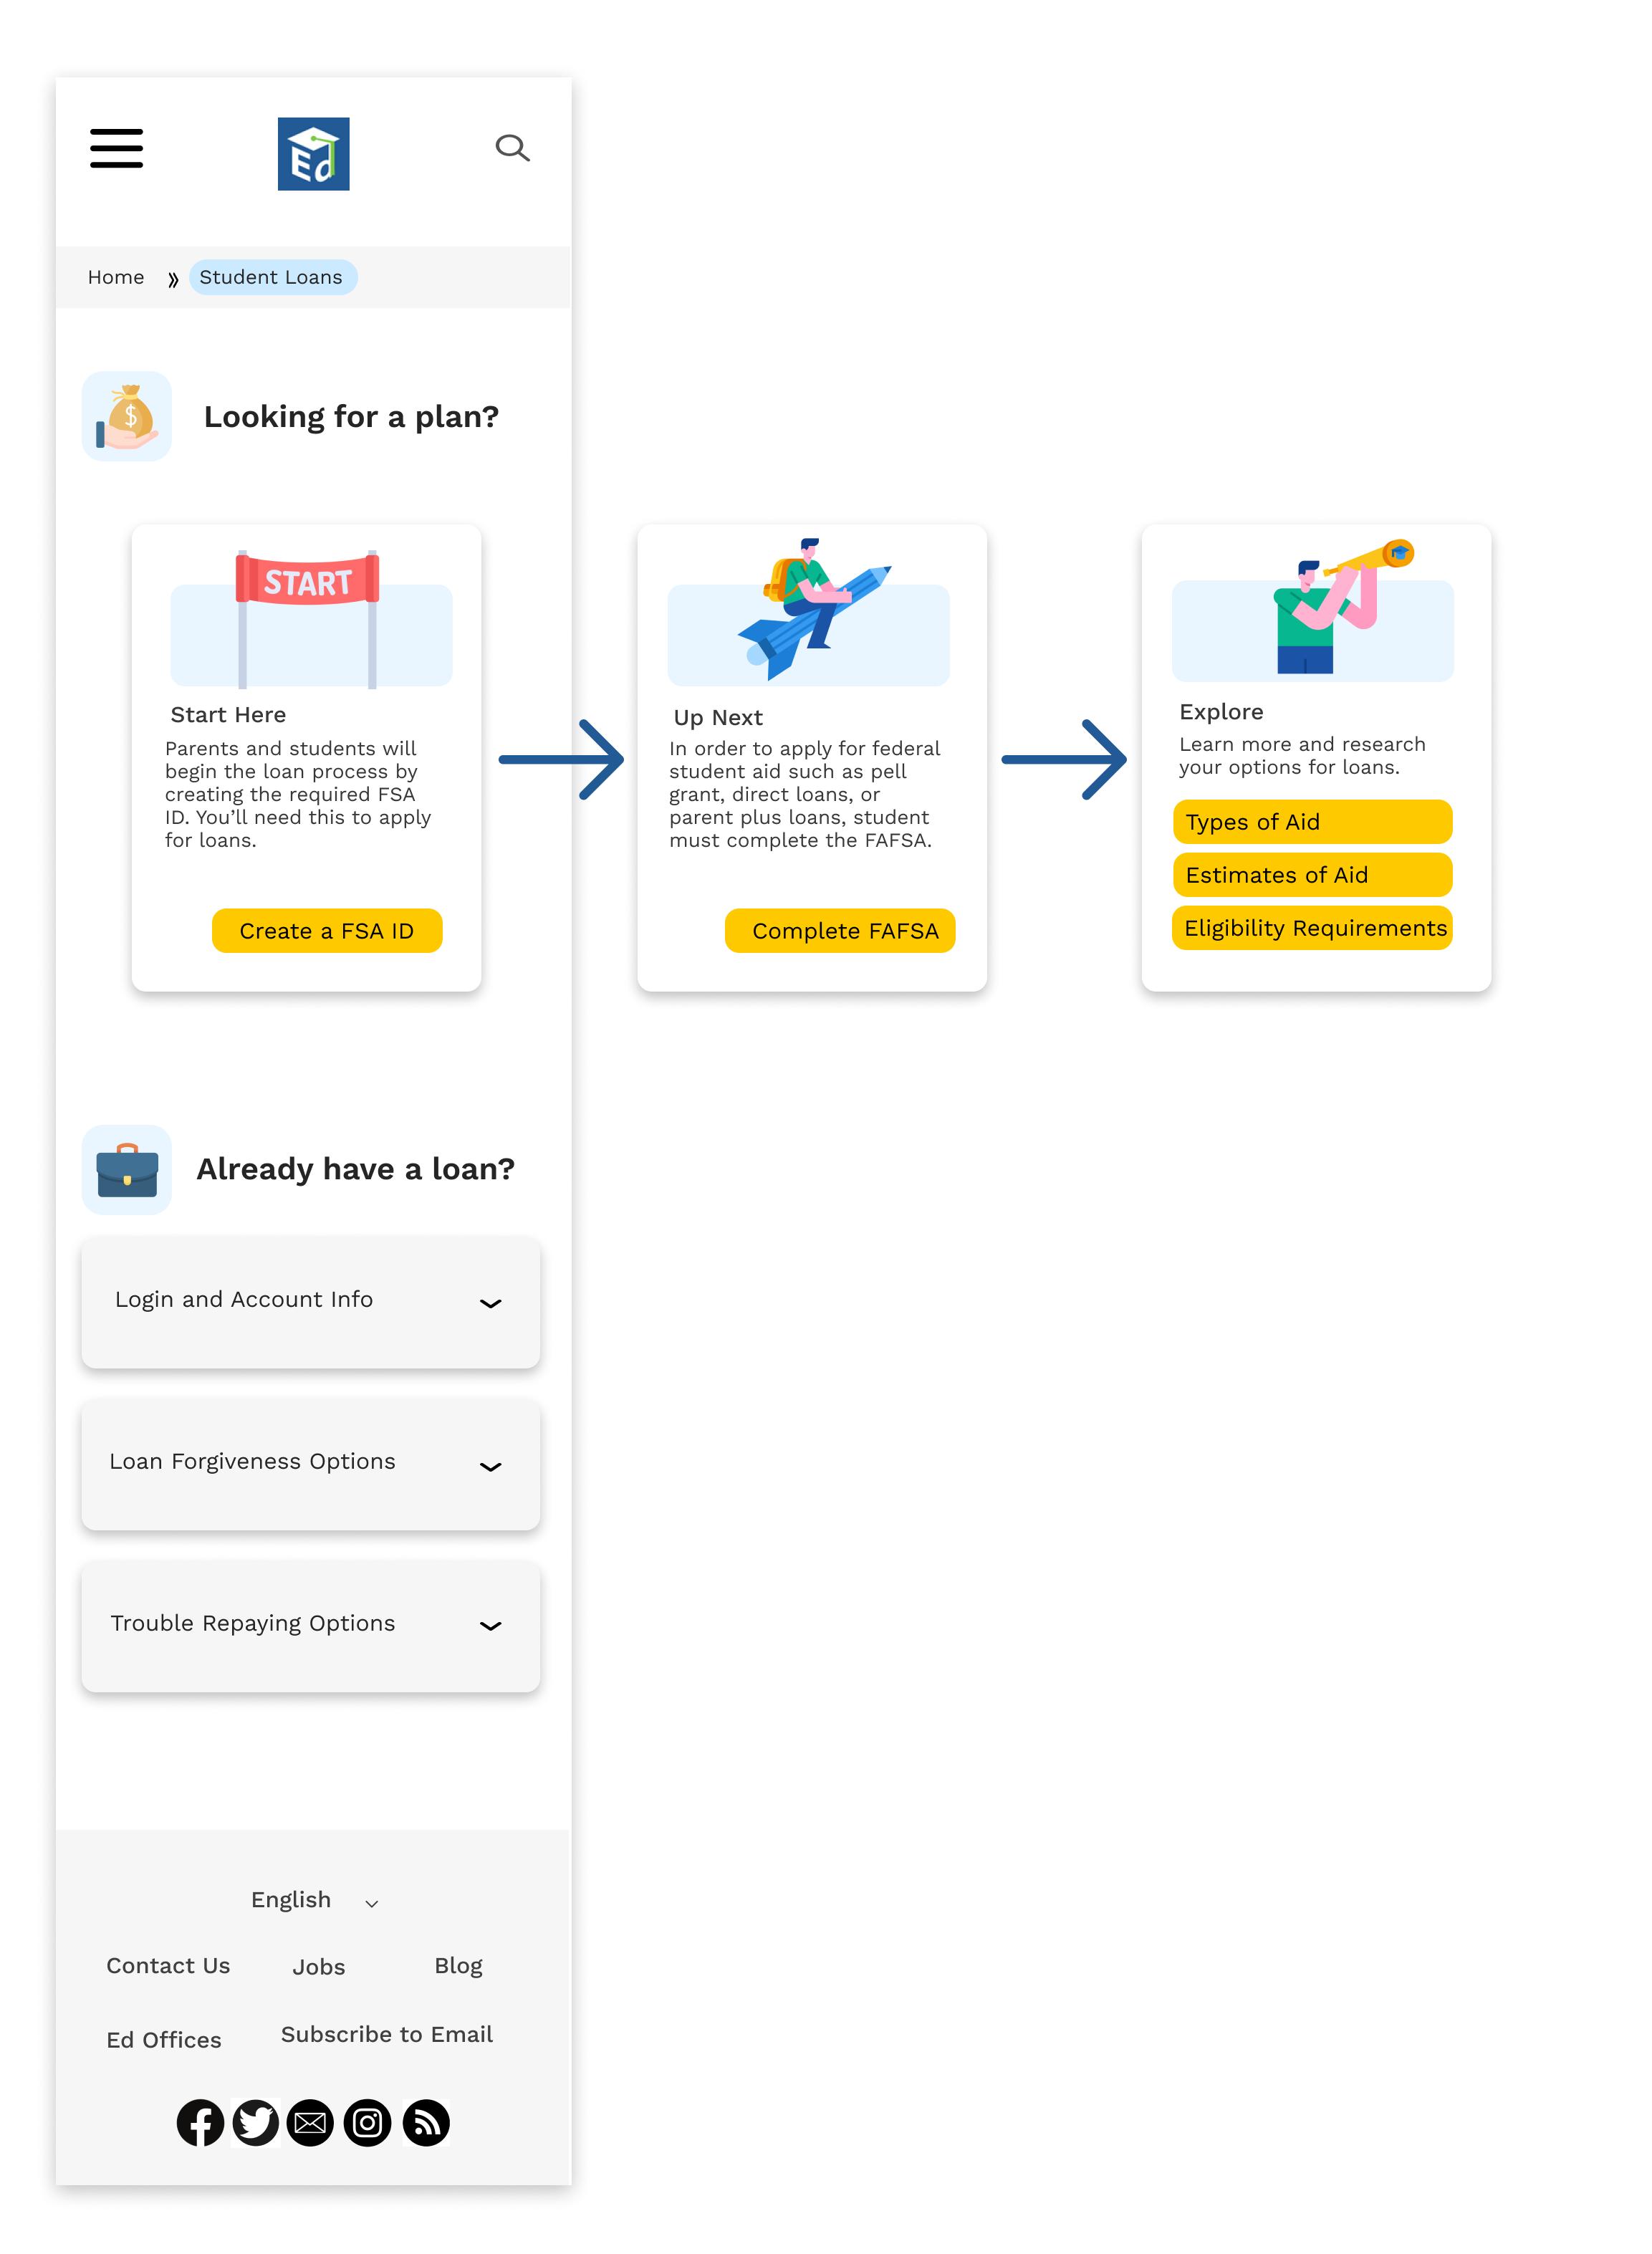 Ed
Home » Student Loans
Looking for a plan?
START
Start Here
Parents and students will
begin the loan process by
creating the required FSA
ID. You’ll need this to apply
for loans.
Create a FSA ID
Up Next
In order to apply for federal
student aid such as pell
grant, direct loans, or
parent plus loans, student
must complete the FAFSA.
Complete FAFSA
Explore
Learn more and research
your options for loans.
Types of Aid
Estimates of Aid
Eligibility Requirements
Already have a loan?
Login and Account Info
Loan Forgiveness Options
Trouble Repaying Options
English
Contact Us Jobs Blog
Ed Offices Subscribe to Email